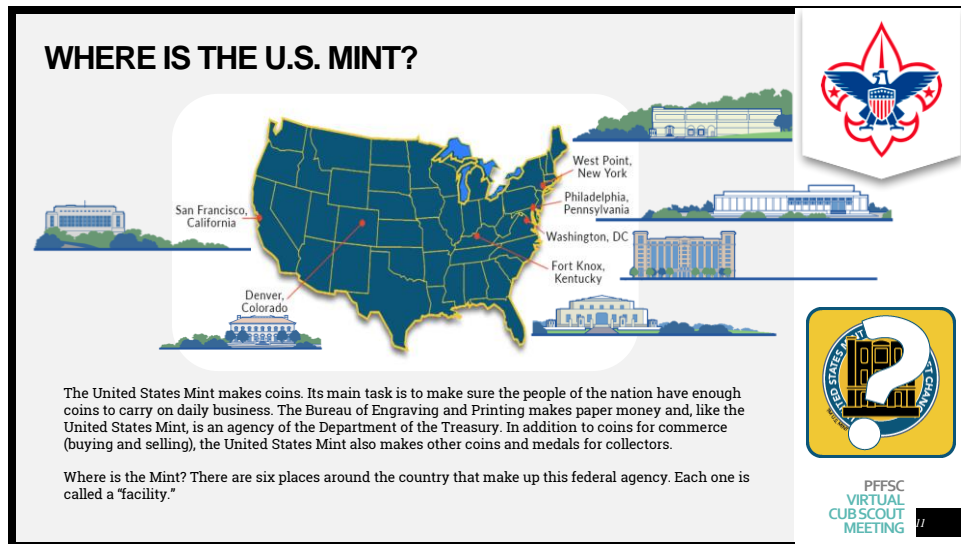 WHERE IS THE U.S. MINT?
West Point,
New York
Philadelphia,
Pennsylvania
San Francisco,
California
Washington, DC
Fort Knox,
Kentucky
Denver,
Colorado
The United States Mint makes coins. Its main task is to make sure the people of the nation have enough
coins to carry on daily business. The Bureau of Engraving and Printing makes paper money and, like the
United States Mint, is an agency of the Department of the Treasury. In addition to coins for commerce
(buying and selling), the United States Mint also makes other coins and medals for collectors.
Where is the Mint? There are six places around the country that make up this federal agency. Each one is
called a “facility.”
STATES MINT
PFFSC
VIRTUAL
CUB SCOUT
MEETING
11